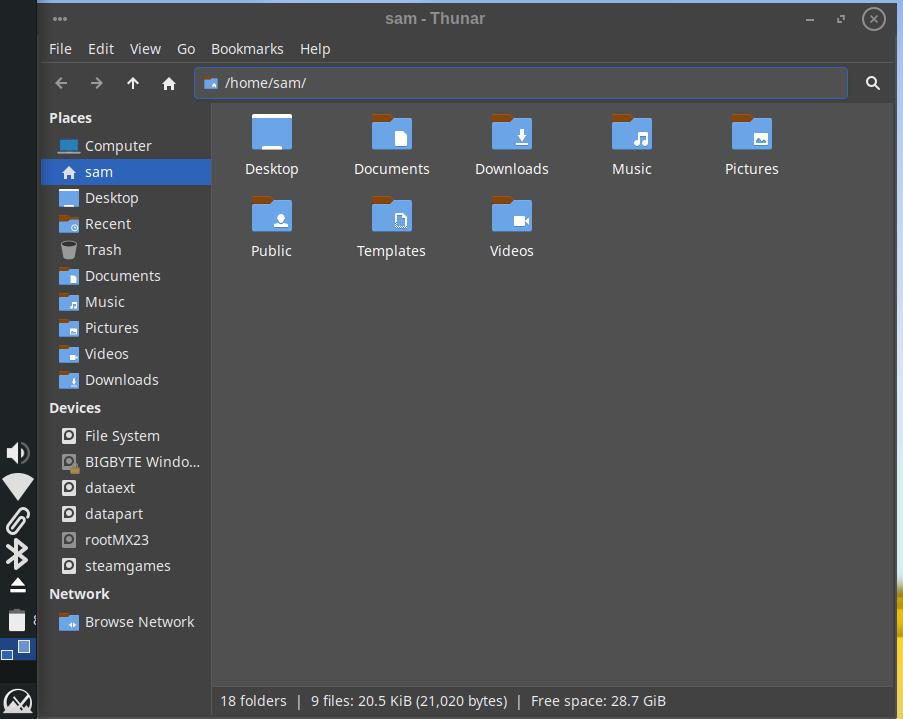 sam - Thunar
File Edit View Go Bookmarks Help
/home/sam/
Places
Computer
sam
Desktop
Recent
Trash
Documents
Music
Pictures
Videos
Downloads
Devices
File System
BIGBYTE Windo...
dataext
datapart
rootMX23
steamgames
Network
Browse Network
Desktop Documents Downloads Music Pictures
Public Templates Videos
18 folders | 9 files: 20.5 KiB (21,020 bytes) | Free space: 28.7 GiB